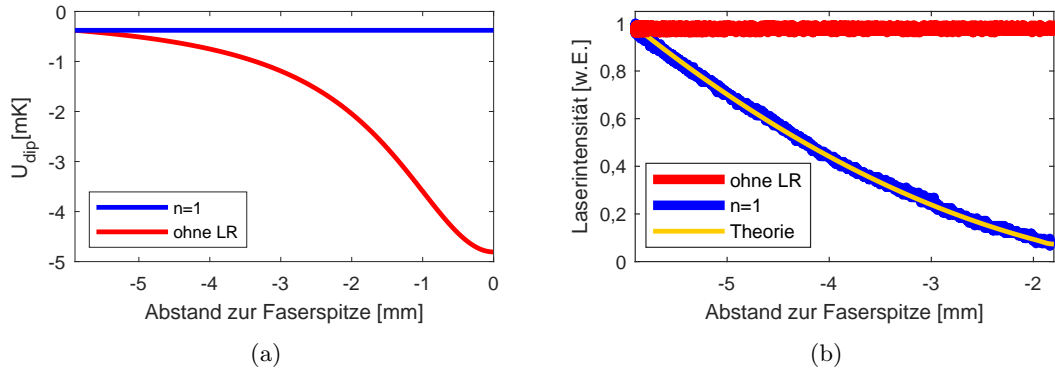 0
-1
-2
-3
-4
-5
U_dip[mK]
n=1
ohne LR
-5 -4 -3 -2 -1 0
Abstand zur Faserspitze [mm]
(a)
1
0,8
0,6
0,4
0,2
0
Laserintensität [w.E.]
ohne LR
n=1
Theorie
-5 -4 -3 -2
Abstand zur Faserspitze [mm]
(b)